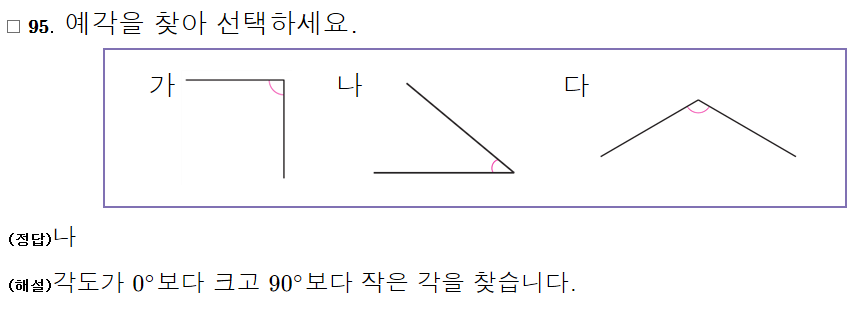 □ 95. 예각을 찾아 선택하세요.
가 나 다
(정답)나
(해설)각도가 0°보다 크고 90°보다 작은 각을 찾습니다.